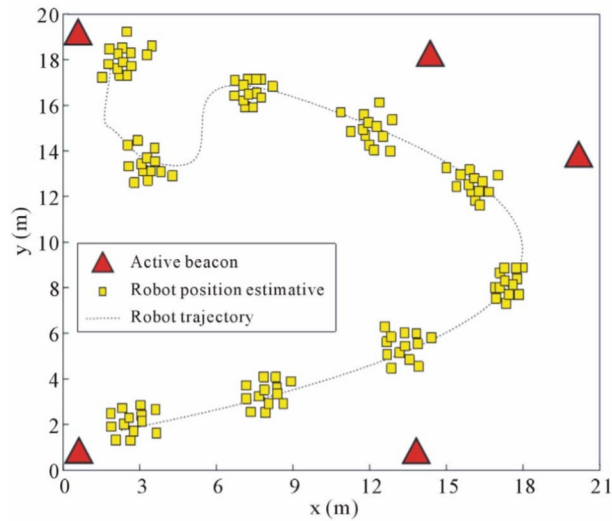 20
18
16
14
12
10
8
6
4
2
0
y (m)
Active beacon
Robot position estimative
Robot trajectory
0 3 6 9 12 15 18 21
x (m)